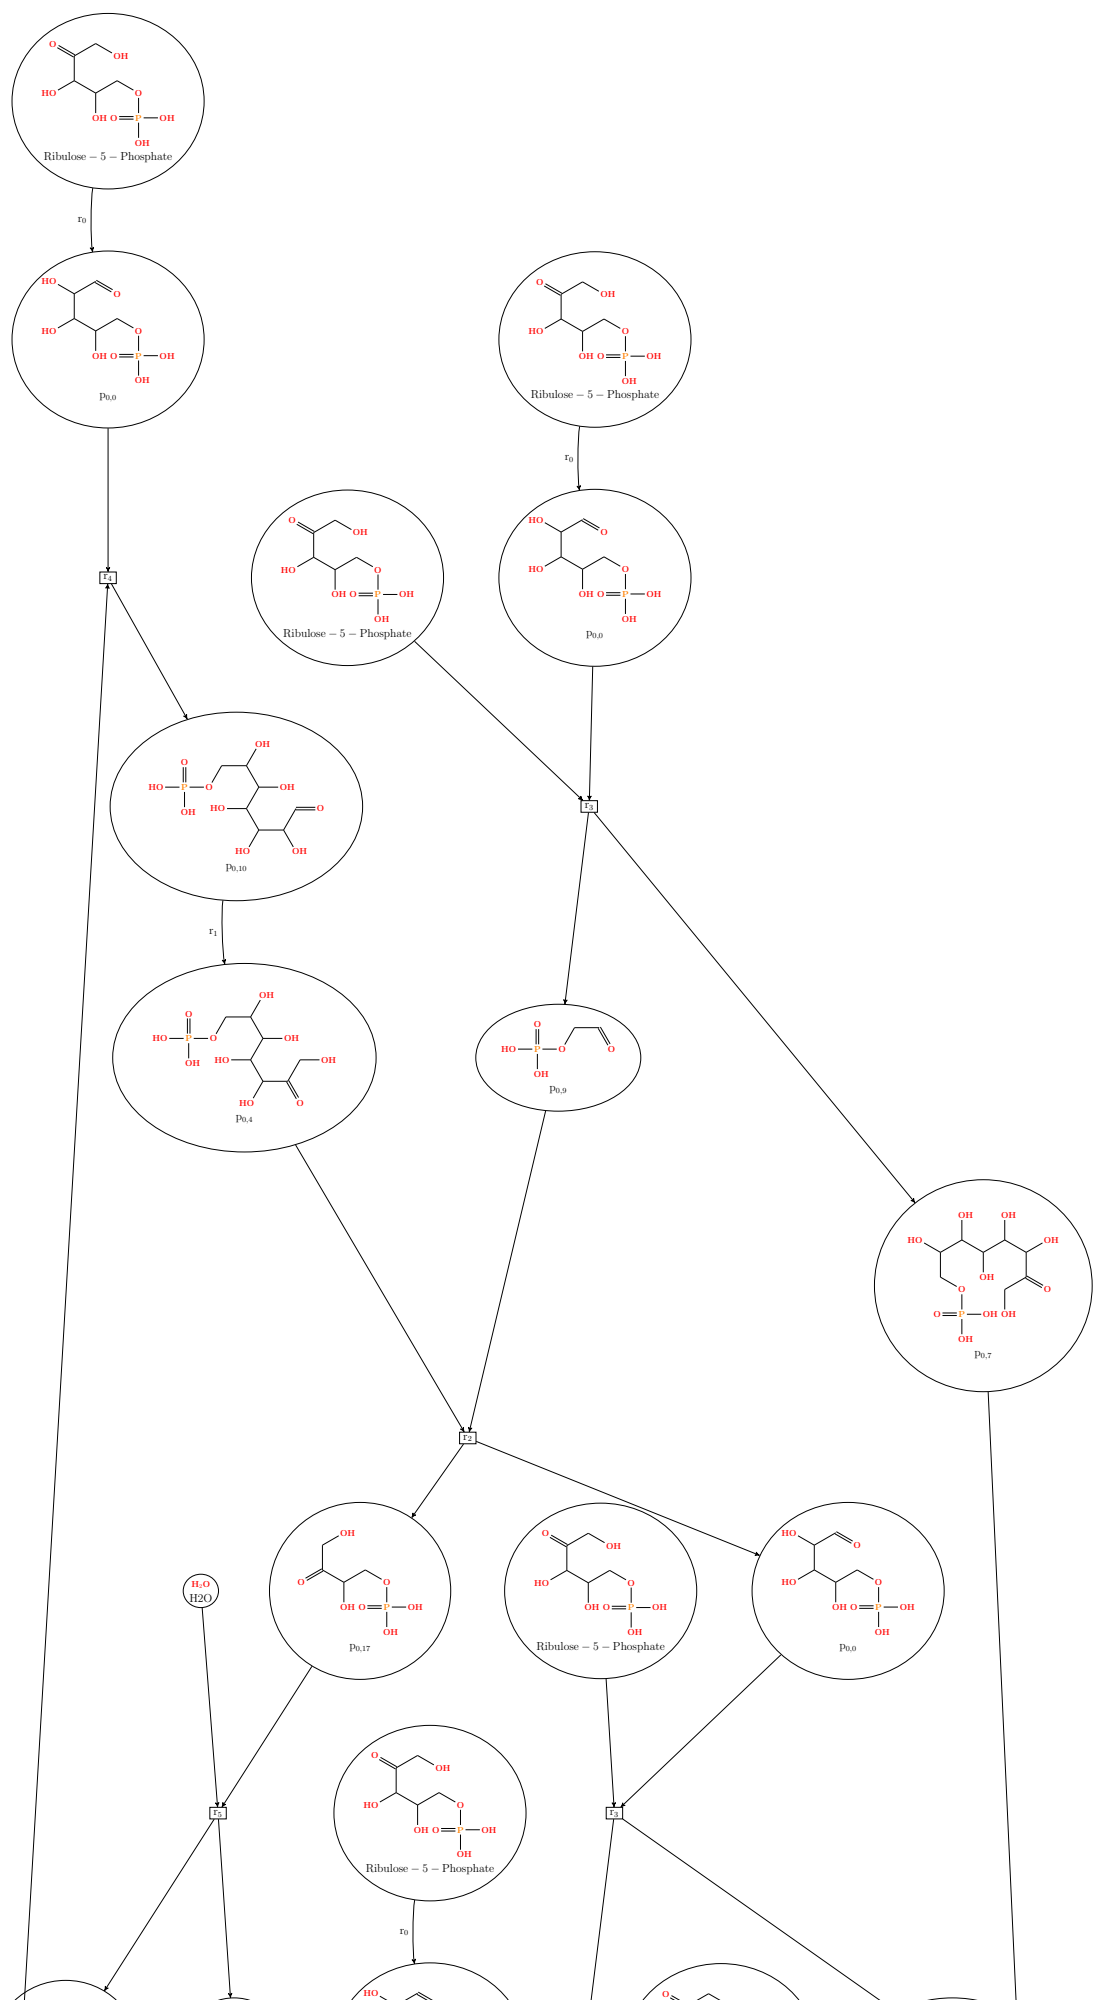 O
OH
HO O
OH O P OH
OH
Ribulose − 5 − Phosphate
r0
HO
O
HO O
OH O P OH
OH
p0,0
O
OH
HO O
OH O P OH
OH
Ribulose − 5 − Phosphate
r0
O
OH
HO O
OH O P OH
OH
Ribulose − 5 − Phosphate
HO
O
HO O
OH O P OH
OH
p0,0
r4
OH
O
HO P O OH
OH HO O
HO OH
p0,10
r3
r1
OH
O
HO P O OH
OH HO OH
HO O
p0,4
O
HO P O O
OH
p0,9
OH OH
HO OH
OH
O O
O P OH OH
OH
p0,7
r2
OH
O O
OH O P OH
OH
p0,17
O
OH
HO O
OH O P OH
OH
Ribulose − 5 − Phosphate
HO
O
HO O
OH O P OH
OH
p0,0
H2O
H2O
O
OH
HO O
OH O P OH
OH
Ribulose − 5 − Phosphate
r5
r3
r0
HO
O